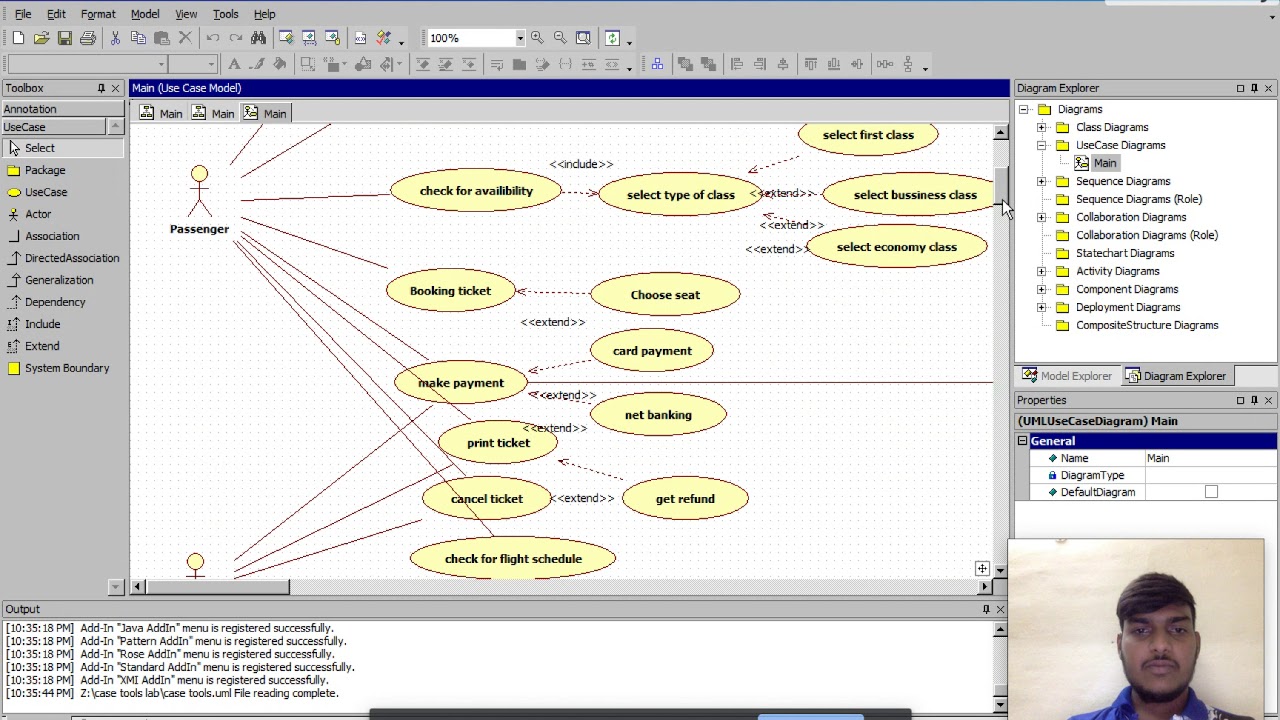 File Edit Format Model View Tools Help
100%
Toolbox
Annotation
UseCase
Select
Package
UseCase
Actor
Association
DirectedAssociation
Generalization
Dependency
Include
Extend
System Boundary
Main (Use Case Model)
Main Main Main
select first class
<<include>>
check for availibility
select type of class
<<extend>>
select bussiness class
Passenger
<<extend>>
<<extend>>
select economy class
Booking ticket
Choose seat
<<extend>>
card payment
make payment
<<extend>>
net banking
<<extend>>
print ticket
cancel ticket
<<extend>>
get refund
check for flight schedule
Diagram Explorer
Diagrams
Class Diagrams
UseCase Diagrams
Main
Sequence Diagrams
Sequence Diagrams (Role)
Collaboration Diagrams
Collaboration Diagrams (Role)
Statechart Diagrams
Activity Diagrams
Component Diagrams
Deployment Diagrams
CompositeStructure Diagrams
Model Explorer Diagram Explorer
Properties
(UMLUseCaseDiagram) Main
General
Name Main
DiagramType
DefaultDiagram
Output
[10:35:18 PM] Add-In "Java AddIn" menu is registered successfully.
[10:35:18 PM] Add-In "Pattern AddIn" menu is registered successfully.
[10:35:18 PM] Add-In "Rose AddIn" menu is registered successfully.
[10:35:18 PM] Add-In "Standard AddIn" menu is registered successfully.
[10:35:18 PM] Add-In "XMI AddIn" menu is registered successfully.
[10:35:44 PM] Z:\case tools lab\case tools.uml File reading complete.